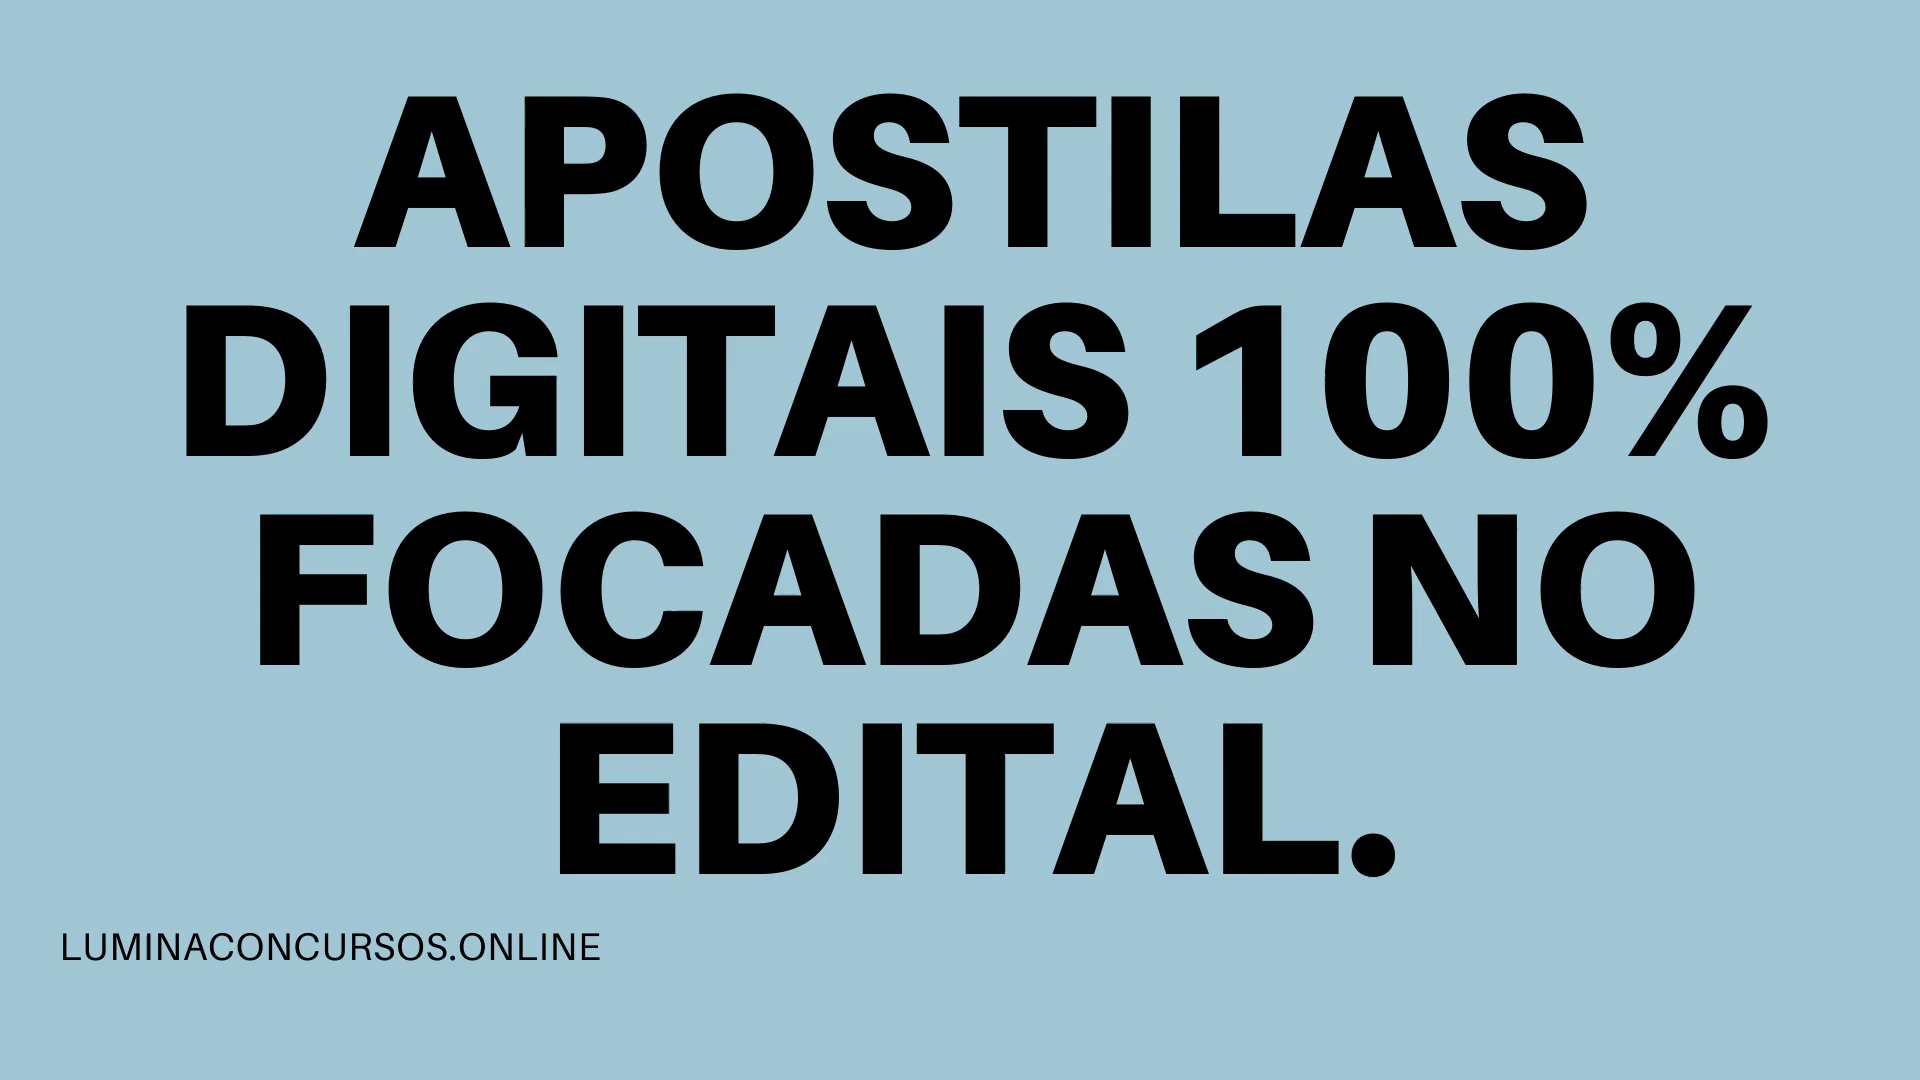 APOSTILAS
DIGITAIS 100%
FOCADAS NO
EDITAL.
LUMINACONCURSOS.ONLINE